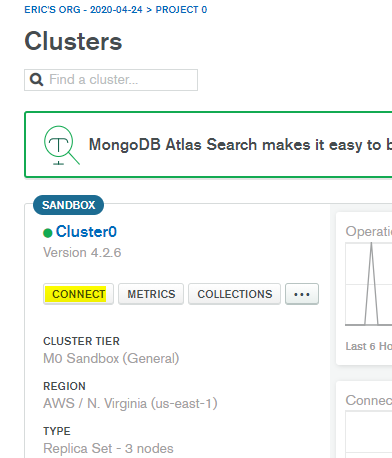 ERIC'S ORG - 2020-04-24 > PROJECT 0
Clusters
Find a cluster...
MongoDB Atlas Search makes it easy to
SANDBOX
Cluster0
Version 4.2.6
CONNECT METRICS COLLECTIONS ...
CLUSTER TIER
M0 Sandbox (General)
REGION
AWS / N. Virginia (us-east-1)
TYPE
Replica Set - 3 nodes
Operati
Last 6 Ho
Connec